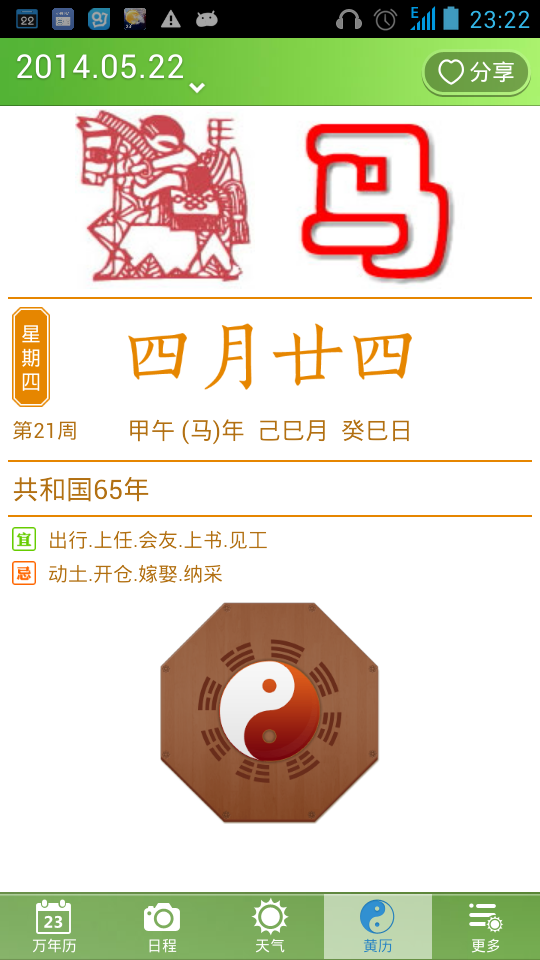 22
E 23:22
2014.05.22 分享
马
星期四
四月廿四
第21周 甲午 (马)年 己巳月 癸巳日
共和国65年
宜 出行.上任.会友.上书.见工
忌 动土.开仓.嫁娶.纳采
23
万年历 日程 天气 黄历 更多